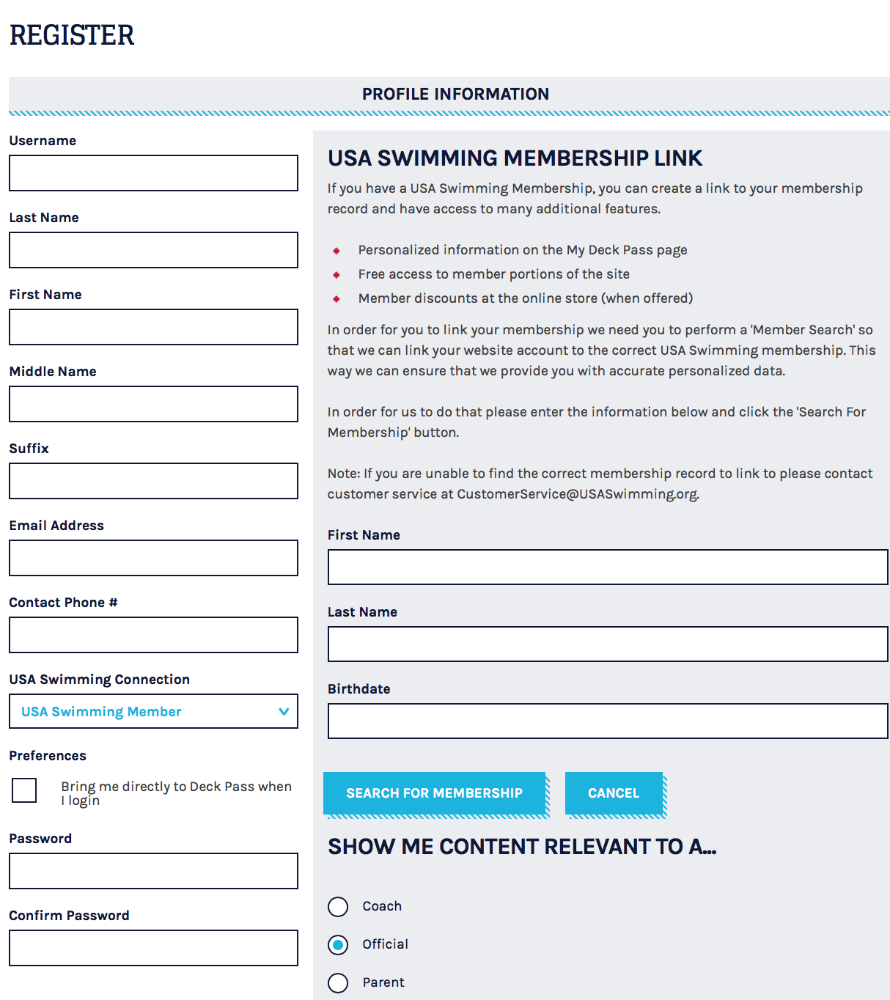 REGISTER
PROFILE INFORMATION
Username
Last Name
First Name
Middle Name
Suffix
Email Address
Contact Phone #
USA Swimming Connection
USA Swimming Member
Preferences
Bring me directly to Deck Pass when
I login
Password
Confirm Password
USA SWIMMING MEMBERSHIP LINK
If you have a USA Swimming Membership, you can create a link to your membership
record and have access to many additional features.
Personalized information on the My Deck Pass page
Free access to member portions of the site
Member discounts at the online store (when offered)
In order for you to link your membership we need you to perform a 'Member Search' so
that we can link your website account to the correct USA Swimming membership. This
way we can ensure that we provide you with accurate personalized data.
In order for us to do that please enter the information below and click the 'Search For
Membership' button.
Note: If you are unable to find the correct membership record to link to please contact
customer service at CustomerService@USASwimming.org.
First Name
Last Name
Birthdate
SEARCH FOR MEMBERSHIP
CANCEL
SHOW ME CONTENT RELEVANT TO A...
Coach
Official
Parent